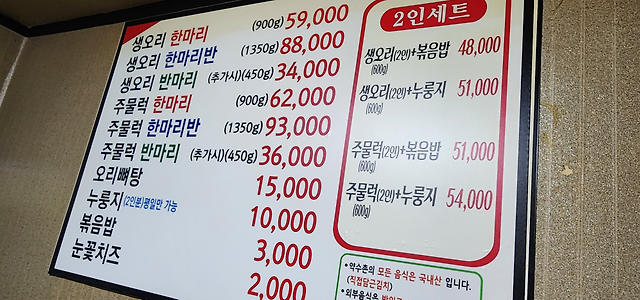 생오리 한마리 (900g) 59,000
생오리 한마리반 (1350g) 88,000
생오리 반마리 (추가시)(450g) 34,000
주물럭 한마리 (900g) 62,000
주물럭 한마리반 (1350g) 93,000
주물럭 반마리 (추가시)(450g) 36,000
오리뼈탕 15,000
누룽지(2인분)평일만 가능 10,000
볶음밥 3,000
눈꽃치즈 2,000
2인세트
생오리(2인)+볶음밥 48,000
(600g)
생오리(2인)+누룽지 51,000
(600g)
주물럭(2인)+볶음밥 51,000
(600g)
주물럭(2인)+누룽지 54,000
(600g)
•약수촌의 모든 음식은 국내산 입니다.
(직접담근김치)
•외부음식은